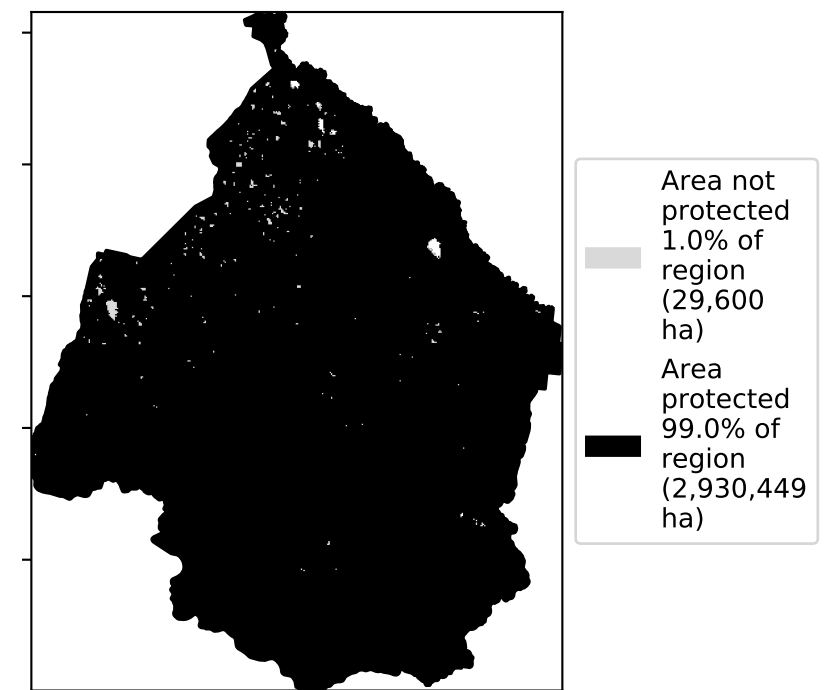 Area not
protected
1.0% of
region
(29,600
ha)
Area
protected
99.0% of
region
(2,930,449
ha)